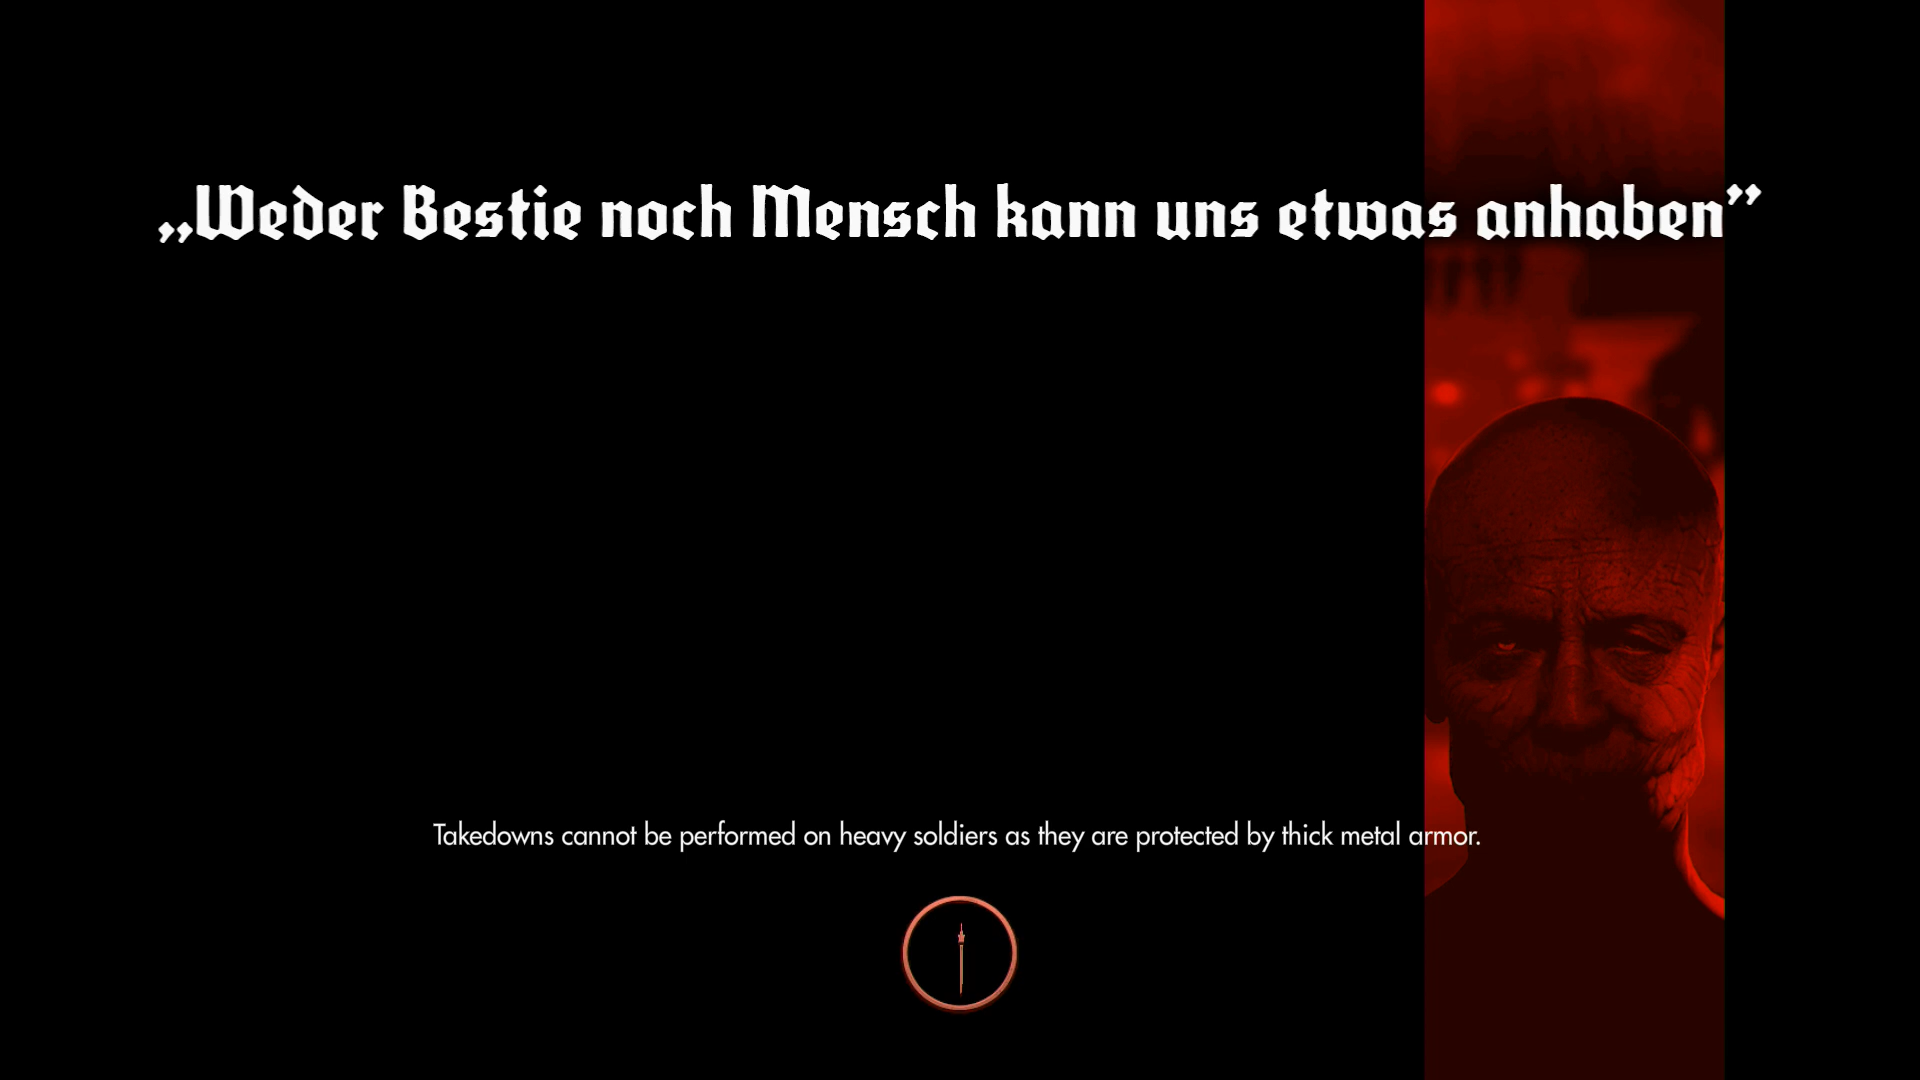 „Weder Bestie noch Mensch kann uns etwas anhaben”
Takedowns cannot be performed on heavy soldiers as they are protected by thick metal armor.